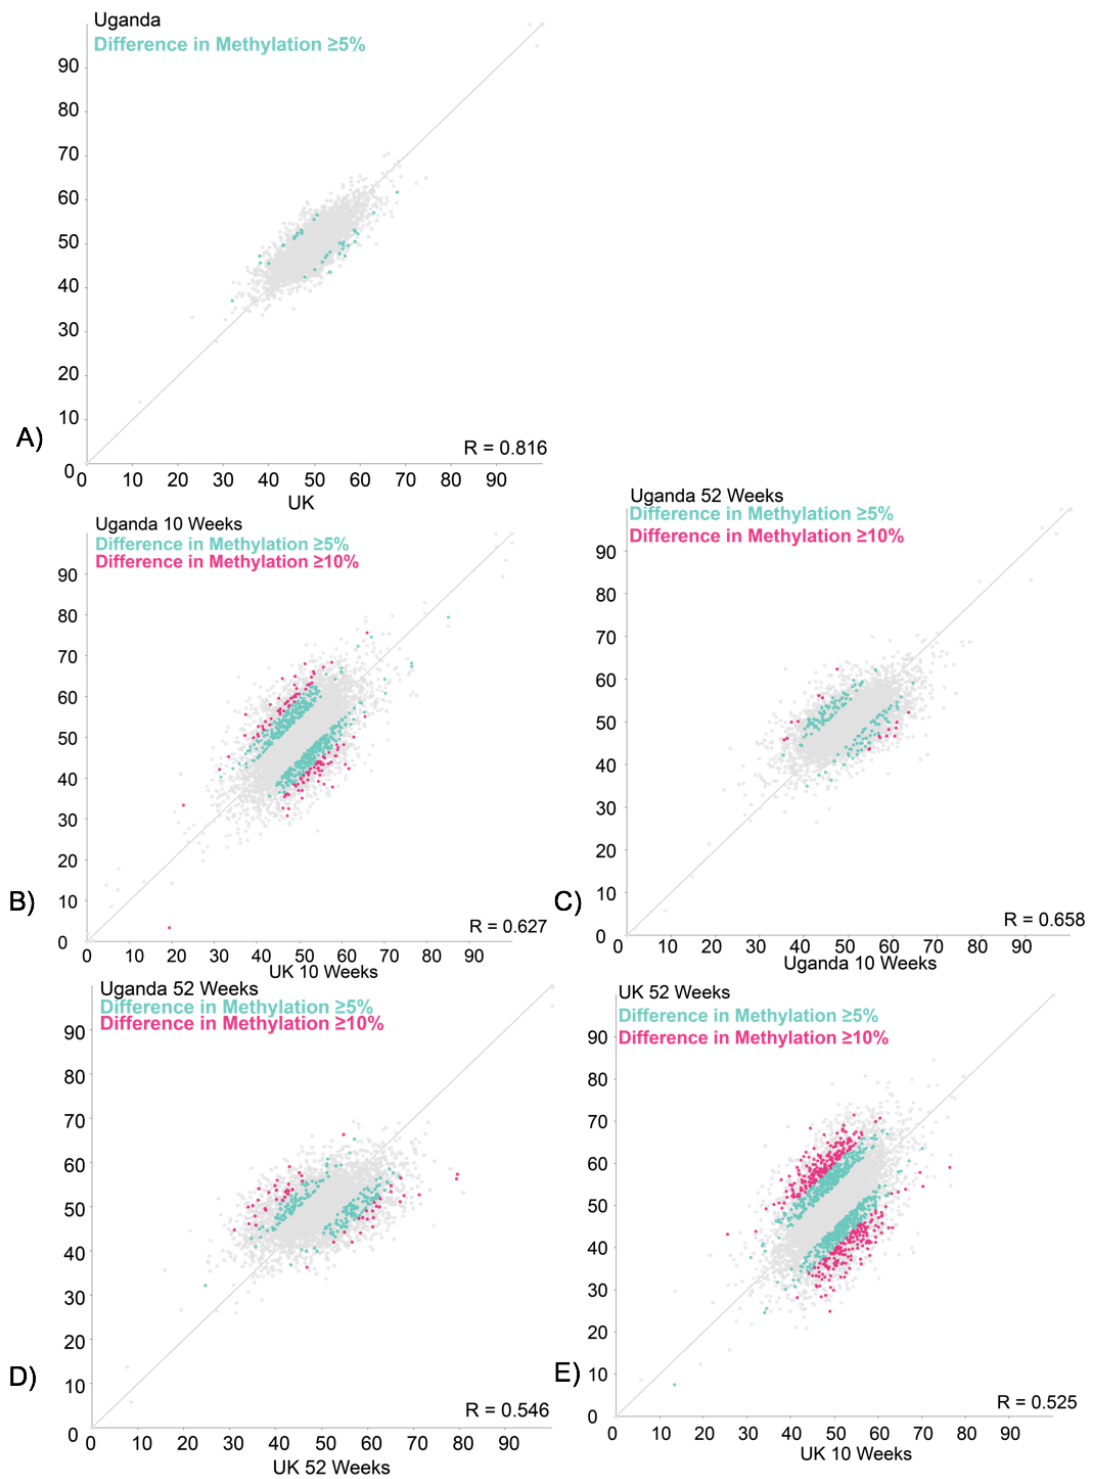 Uganda
Difference in Methylation ≥5%
90
80
70
60
50
40
30
20
10
0
A)
R = 0.816
0 10 20 30 40 50 60 70 80 90
UK
Uganda 10 Weeks
Difference in Methylation ≥5%
Difference in Methylation ≥10%
90
80
70
60
50
40
30
20
10
0
B)
R = 0.627
0 10 20 30 40 50 60 70 80 90
UK 10 Weeks
Uganda 52 Weeks
Difference in Methylation ≥5%
Difference in Methylation ≥10%
90
80
70
60
50
40
30
20
10
0
C)
R = 0.658
0 10 20 30 40 50 60 70 80 90
Uganda 10 Weeks
Uganda 52 Weeks
Difference in Methylation ≥5%
Difference in Methylation ≥10%
90
80
70
60
50
40
30
20
10
0
D)
R = 0.546
0 10 20 30 40 50 60 70 80 90
UK 52 Weeks
UK 52 Weeks
Difference in Methylation ≥5%
Difference in Methylation ≥10%
90
80
70
60
50
40
30
20
10
0
E)
R = 0.525
0 10 20 30 40 50 60 70 80 90
UK 10 Weeks